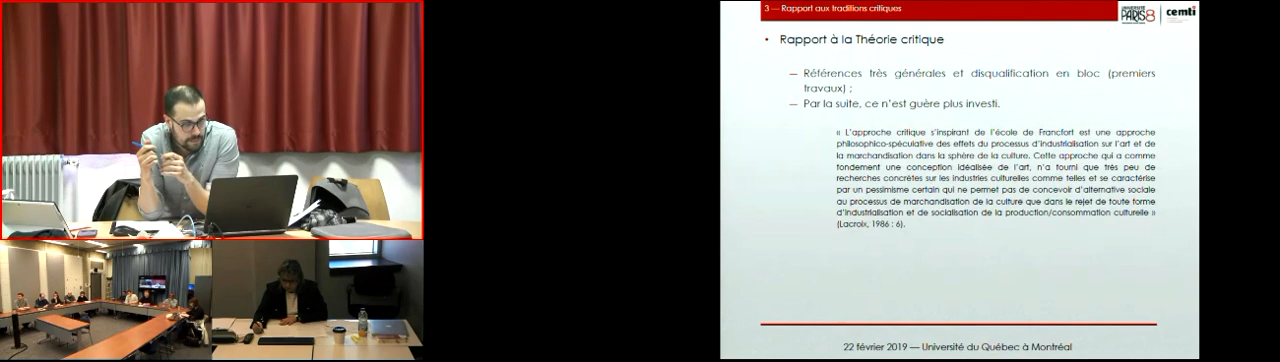 3 — Rapport aux traditions critiques
UNIVERSITÉ
PARIS 8
cemti
• Rapport à la Théorie critique
— Références très générales et disqualification en bloc (premiers
travaux) ;
— Par la suite, ce n'est guère plus investi.
« L'approche critique s'inspirant de l'école de Francfort est une approche
philosophico-spéculative des effets du processus d'industrialisation sur l'art et de
la marchandisation dans la sphère de la culture. Cette approche qui a comme
fondement une conception idéalisée de l'art, n'a fourni que très peu de
recherches concrètes sur les industries culturelles comme telles et se caractérise
par un pessimisme certain qui ne permet pas de concevoir d'alternative sociale
au processus de marchandisation de la culture que dans le rejet de toute forme
d'industrialisation et de socialisation de la production/consommation culturelle »
(Lacroix, 1986 : 6).
22 février 2019 — Université du Québec à Montréal